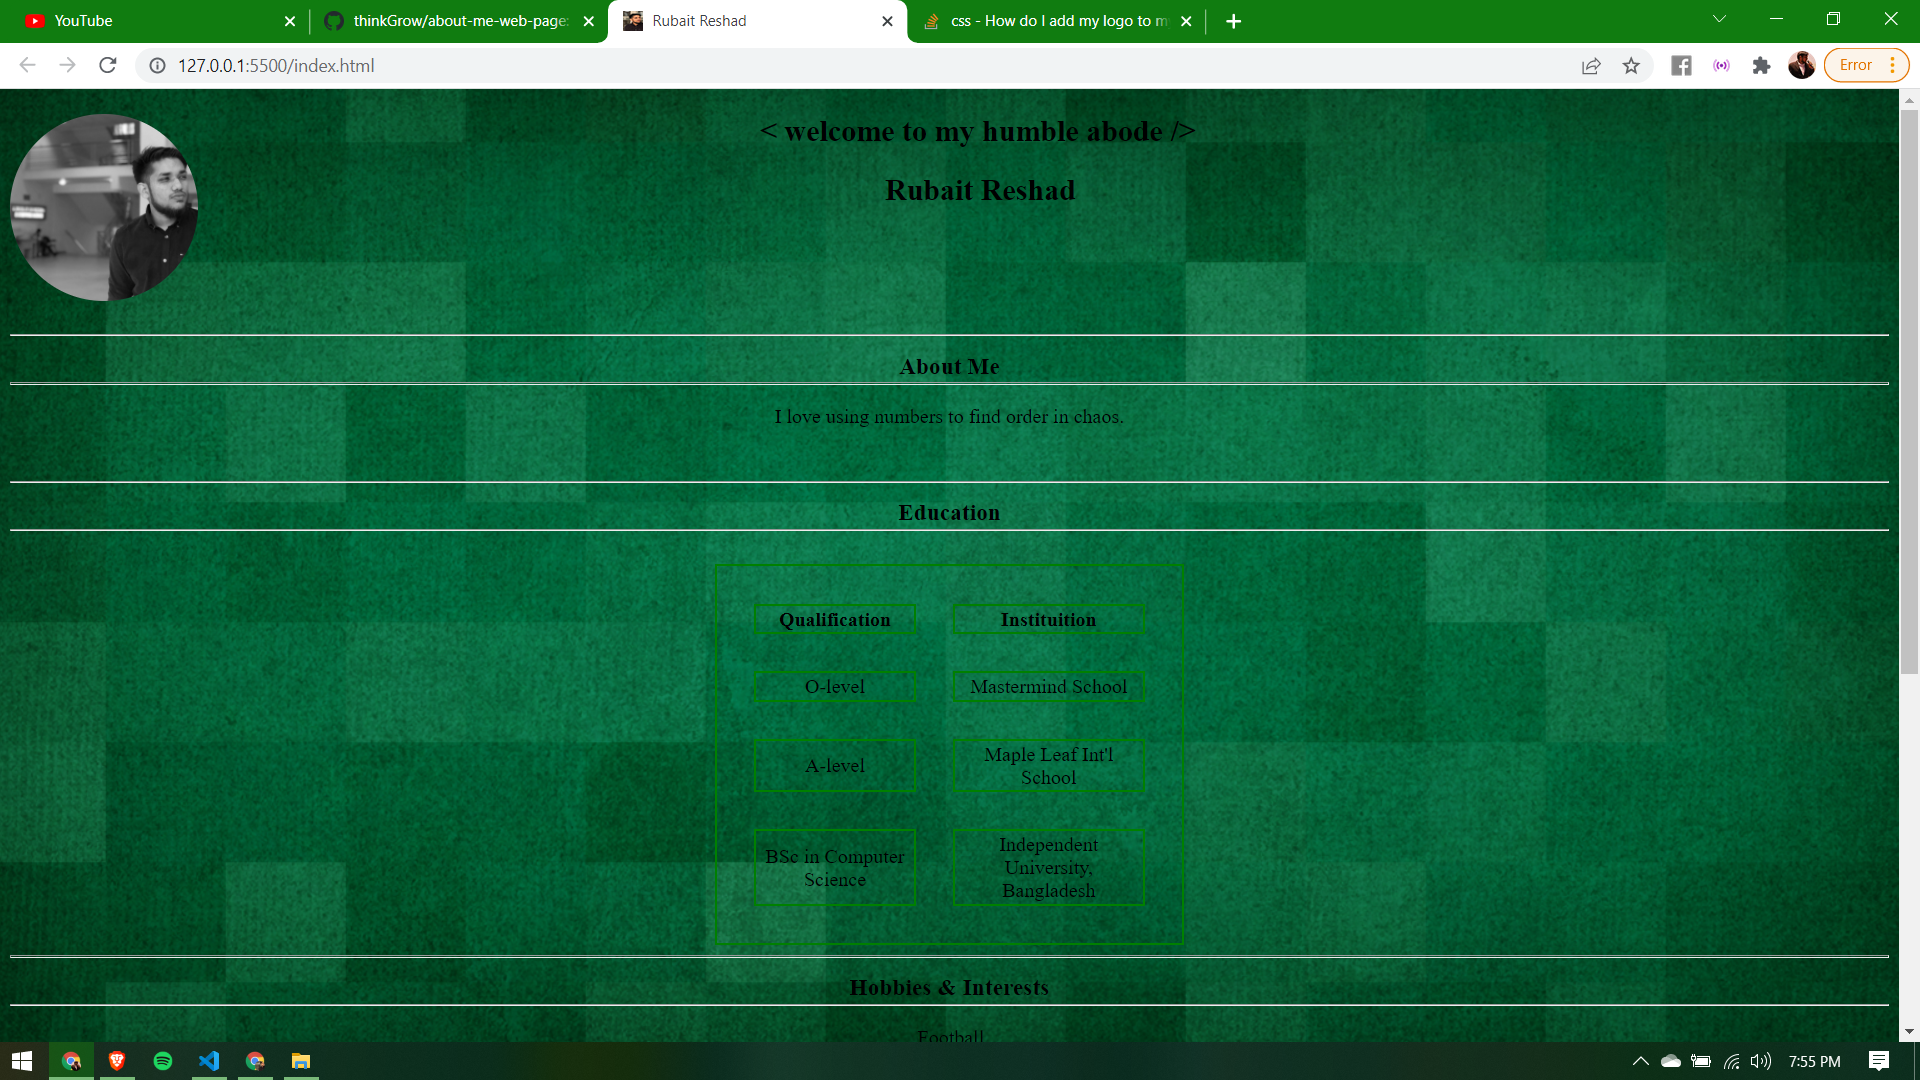 YouTube
thinkGrow/about-me-web-page:
Rubait Reshad
css - How do I add my logo to my
127.0.0.1:5500/index.html
Error
< welcome to my humble abode />
Rubait Reshad
About Me
I love using numbers to find order in chaos.
Education
Qualification Instituition
O-level Mastermind School
A-level Maple Leaf Int'l
School
BSc in Computer
Science
Independent
University,
Bangladesh
Hobbies & Interests
Football
7:55 PM